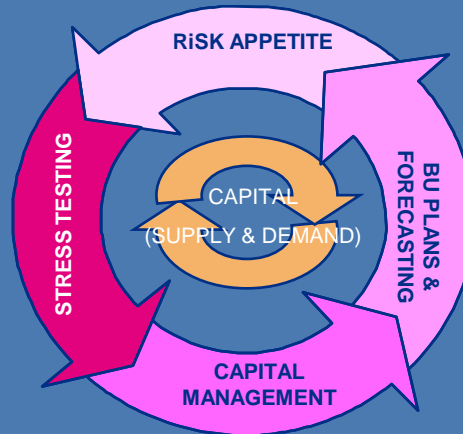 RiSK APPETITE
STRESS TESTING
CAPITAL
(SUPPLY & DEMAND)
BU PLANS &
FORECASTING
CAPITAL
MANAGEMENT